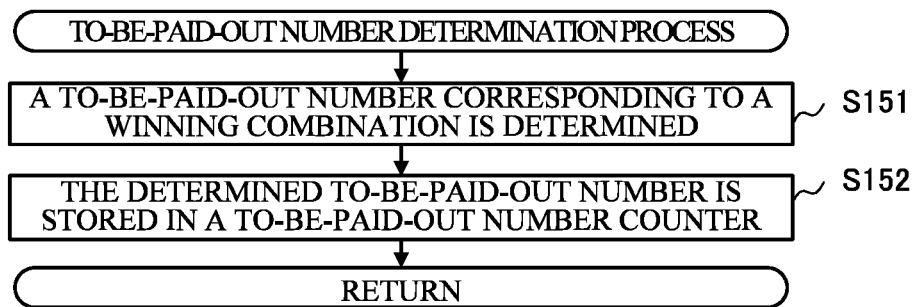 TO-BE-PAID-OUT NUMBER DETERMINATION PROCESS
A TO-BE-PAID-OUT NUMBER CORRESPONDING TO A
WINNING COMBINATION IS DETERMINED
S151
THE DETERMINED TO-BE-PAID-OUT NUMBER IS
STORED IN A TO-BE-PAID-OUT NUMBER COUNTER
S152
RETURN